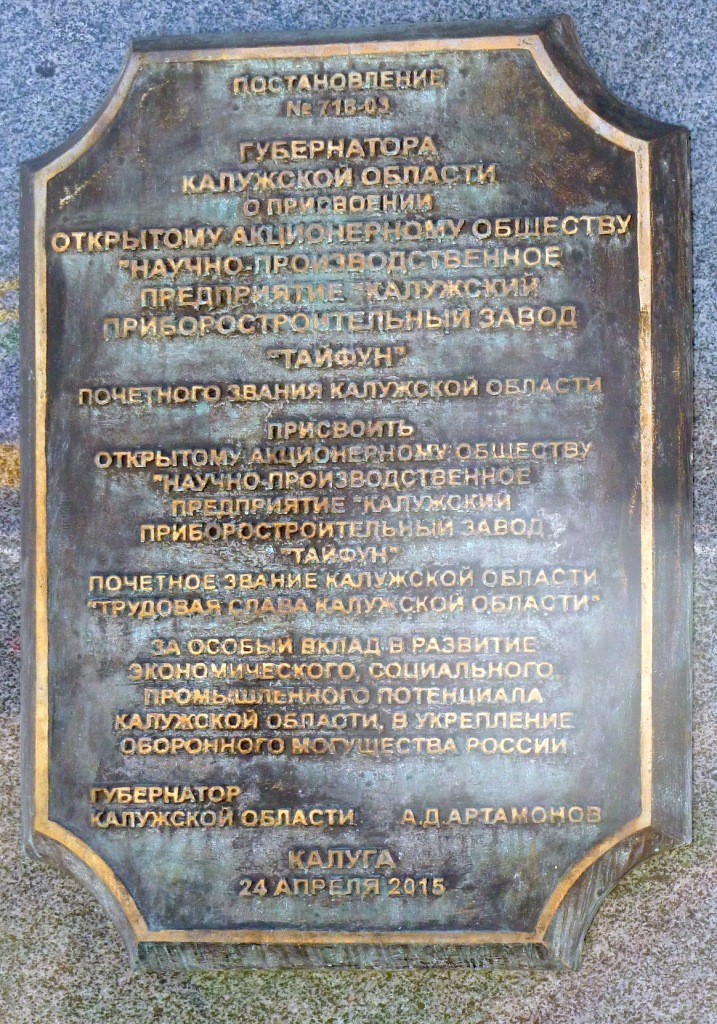 ПОСТАНОВЛЕНИЕ
№ 718-03
ГУБЕРНАТОРА
КАЛУЖСКОЙ ОБЛАСТИ
О ПРИСВОЕНИИ
ОТКРЫТОМУ АКЦИОНЕРНОМУ ОБЩЕСТВУ
"НАУЧНО-ПРОИЗВОДСТВЕННОЕ
ПРЕДПРИЯТИЕ "КАЛУЖСКИЙ
ПРИБОРОСТРОИТЕЛЬНЫЙ ЗАВОД
"ТАЙФУН"
ПОЧЕТНОГО ЗВАНИЯ КАЛУЖСКОЙ ОБЛАСТИ
ПРИСВОИТЬ
ОТКРЫТОМУ АКЦИОНЕРНОМУ ОБЩЕСТВУ
"НАУЧНО-ПРОИЗВОДСТВЕННОЕ
ПРЕДПРИЯТИЕ "КАЛУЖСКИЙ
ПРИБОРОСТРОИТЕЛЬНЫЙ ЗАВОД
"ТАЙФУН"
ПОЧЕТНОЕ ЗВАНИЕ КАЛУЖСКОЙ ОБЛАСТИ
"ТРУДОВАЯ СЛАВА КАЛУЖСКОЙ ОБЛАСТИ"
ЗА ОСОБЫЙ ВКЛАД В РАЗВИТИЕ
ЭКОНОМИЧЕСКОГО, СОЦИАЛЬНОГО,
ПРОМЫШЛЕННОГО ПОТЕНЦИАЛА
КАЛУЖСКОЙ ОБЛАСТИ, В УКРЕПЛЕНИЕ
ОБОРОННОГО МОГУЩЕСТВА РОССИИ
ГУБЕРНАТОР
КАЛУЖСКОЙ ОБЛАСТИ А.Д.АРТАМОНОВ
КАЛУГА
24 АПРЕЛЯ 2015